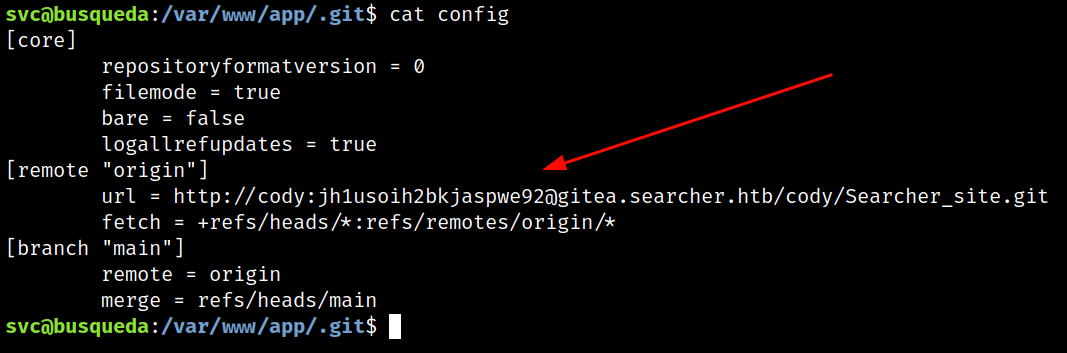 svc@busqueda:/var/www/app/.git$ cat config
[core]
        repositoryformatversion = 0
        filemode = true
        bare = false
        logallrefupdates = true
[remote "origin"]
        url = http://cody:jh1usoih2bkjaspwe92@gitea.searcher.htb/cody/Searcher_site.git
        fetch = +refs/heads/*:refs/remotes/origin/*
[branch "main"]
        remote = origin
        merge = refs/heads/main
svc@busqueda:/var/www/app/.git$